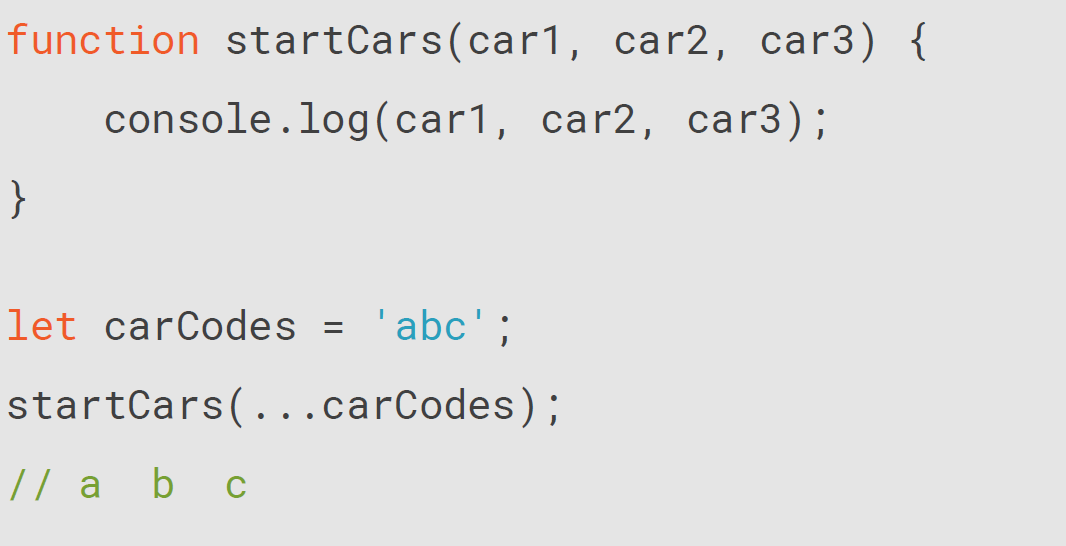 function startCars(car1, car2, car3) {
    console.log(car1, car2, car3);
}
let carCodes = 'abc';
startCars(...carCodes);
// a  b  c